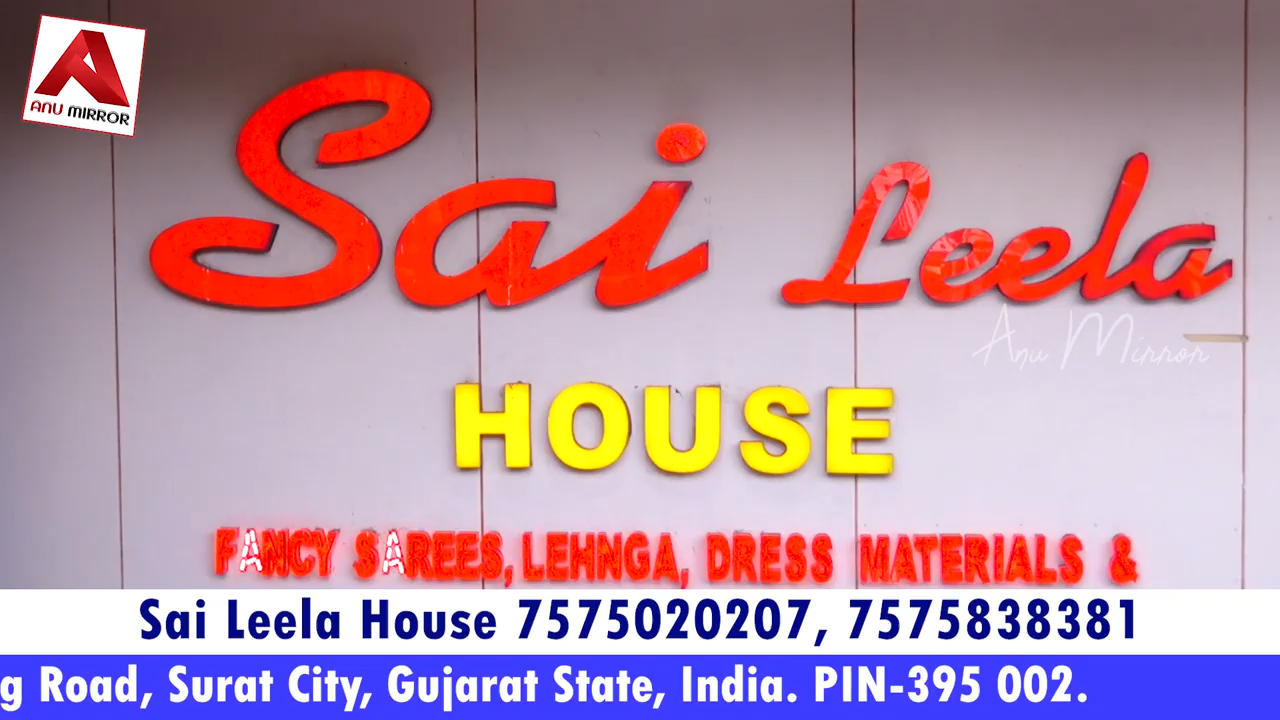 ANU MIRROR
Sai Leela
Anu Mirror
HOUSE
FANCY SAREES, LEHNGA, DRESS MATERIALS &
Sai Leela House 7575020207, 7575838381
g Road, Surat City, Gujarat State, India. PIN-395 002.